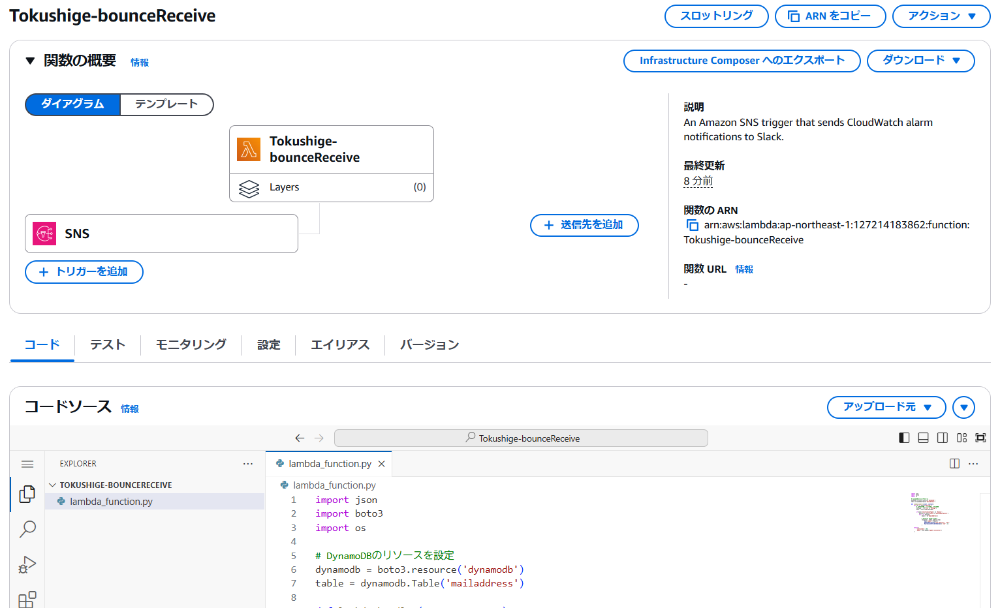 Tokushige-bounceReceive
スロットリング
ARN をコピー
アクション
関数の概要 情報
Infrastructure Composer へのエクスポート
ダウンロード
ダイアグラム
テンプレート
Tokushige-
bounceReceive
Layers (0)
SNS
トリガーを追加
送信先を追加
説明
An Amazon SNS trigger that sends CloudWatch alarm
notifications to Slack.
最終更新
8 分前
関数の ARN
arn:aws:lambda:ap-northeast-1:127214183862:function:
Tokushige-bounceReceive
関数 URL 情報
-
コード
テスト
モニタリング
設定
エイリアス
バージョン
コードソース 情報
アップロード元
Tokushige-bounceReceive
EXPLORER
TOKUSHIGE-BOUNCERECEIVE
lambda_function.py
lambda_function.py
lambda_function.py
1 import json
2 import boto3
3 import os
4
5 # DynamoDBのリソースを設定
6 dynamodb = boto3.resource('dynamodb')
7 table = dynamodb.Table('mailaddress')
8